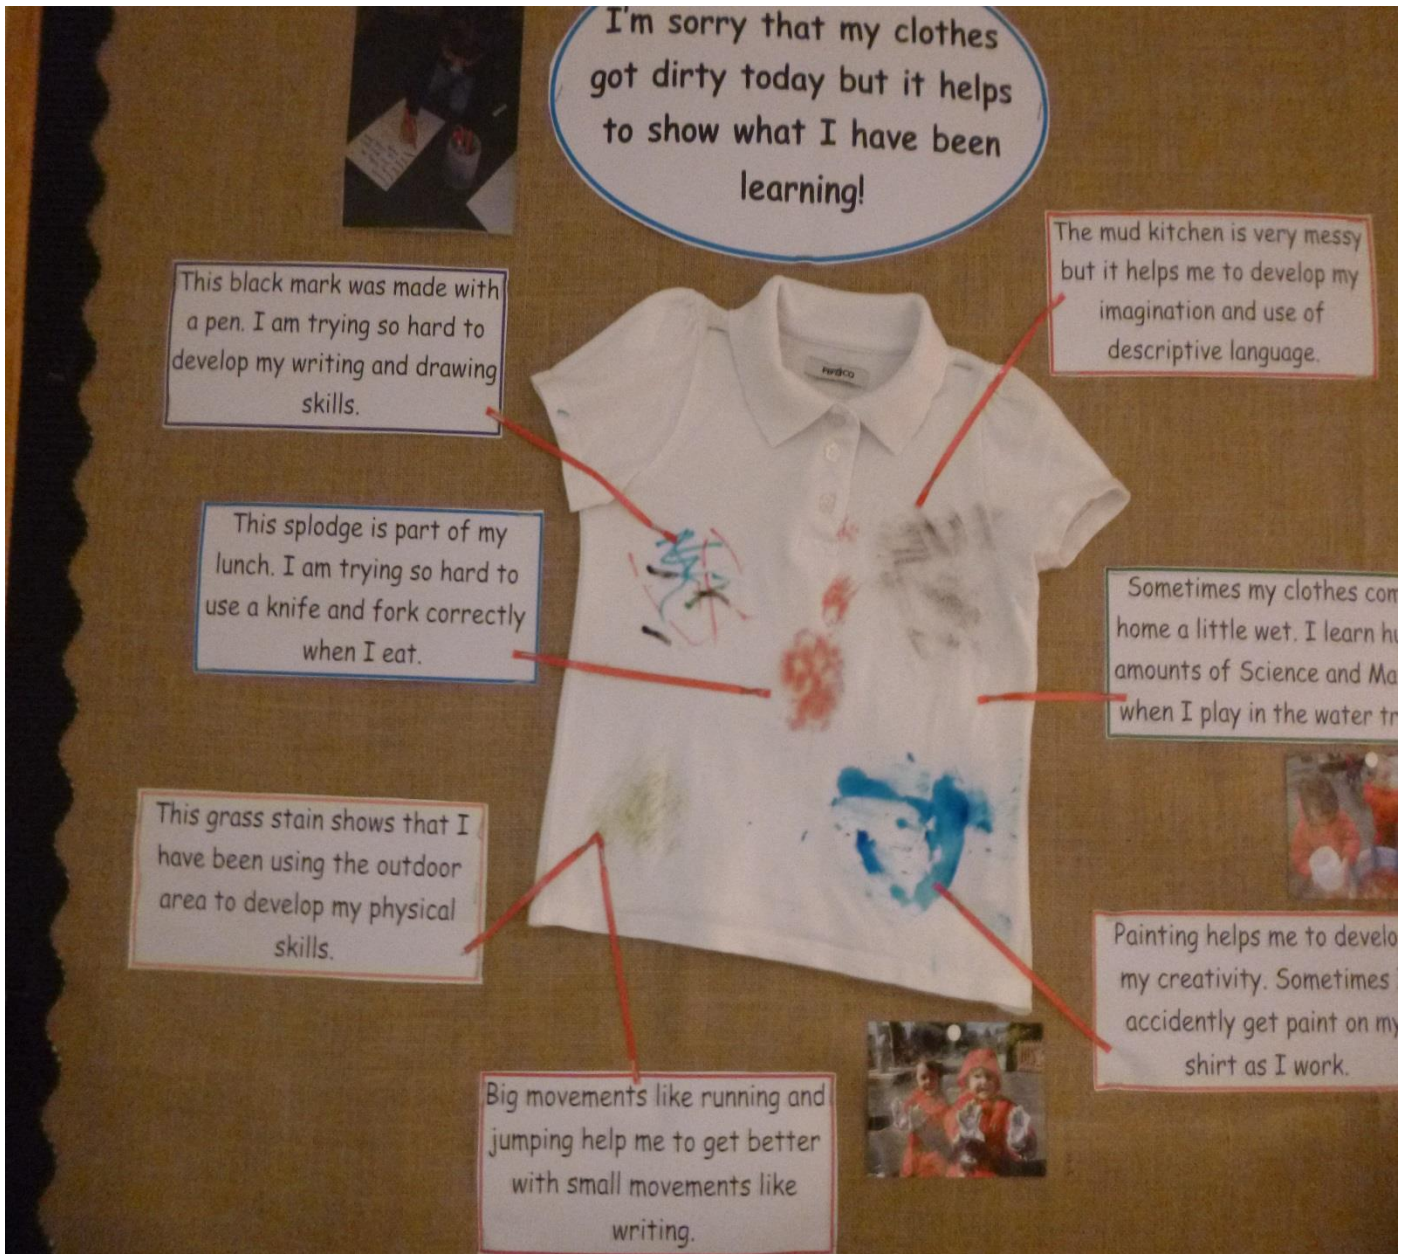 I'm sorry that my clothes
got dirty today but it helps
to show what I have been
learning!
The mud kitchen is very messy
but it helps me to develop my
imagination and use of
descriptive language.
This black mark was made with
a pen. I am trying so hard to
develop my writing and drawing
skills.
This splodge is part of my
lunch. I am trying so hard to
use a knife and fork correctly
when I eat.
Sometimes my clothes com
home a little wet. I learn hu
amounts of Science and Ma
when I play in the water tr
This grass stain shows that I
have been using the outdoor
area to develop my physical
skills.
Painting helps me to develo
my creativity. Sometimes
accidently get paint on my
shirt as I work.
Big movements like running and
jumping help me to get better
with small movements like
writing.